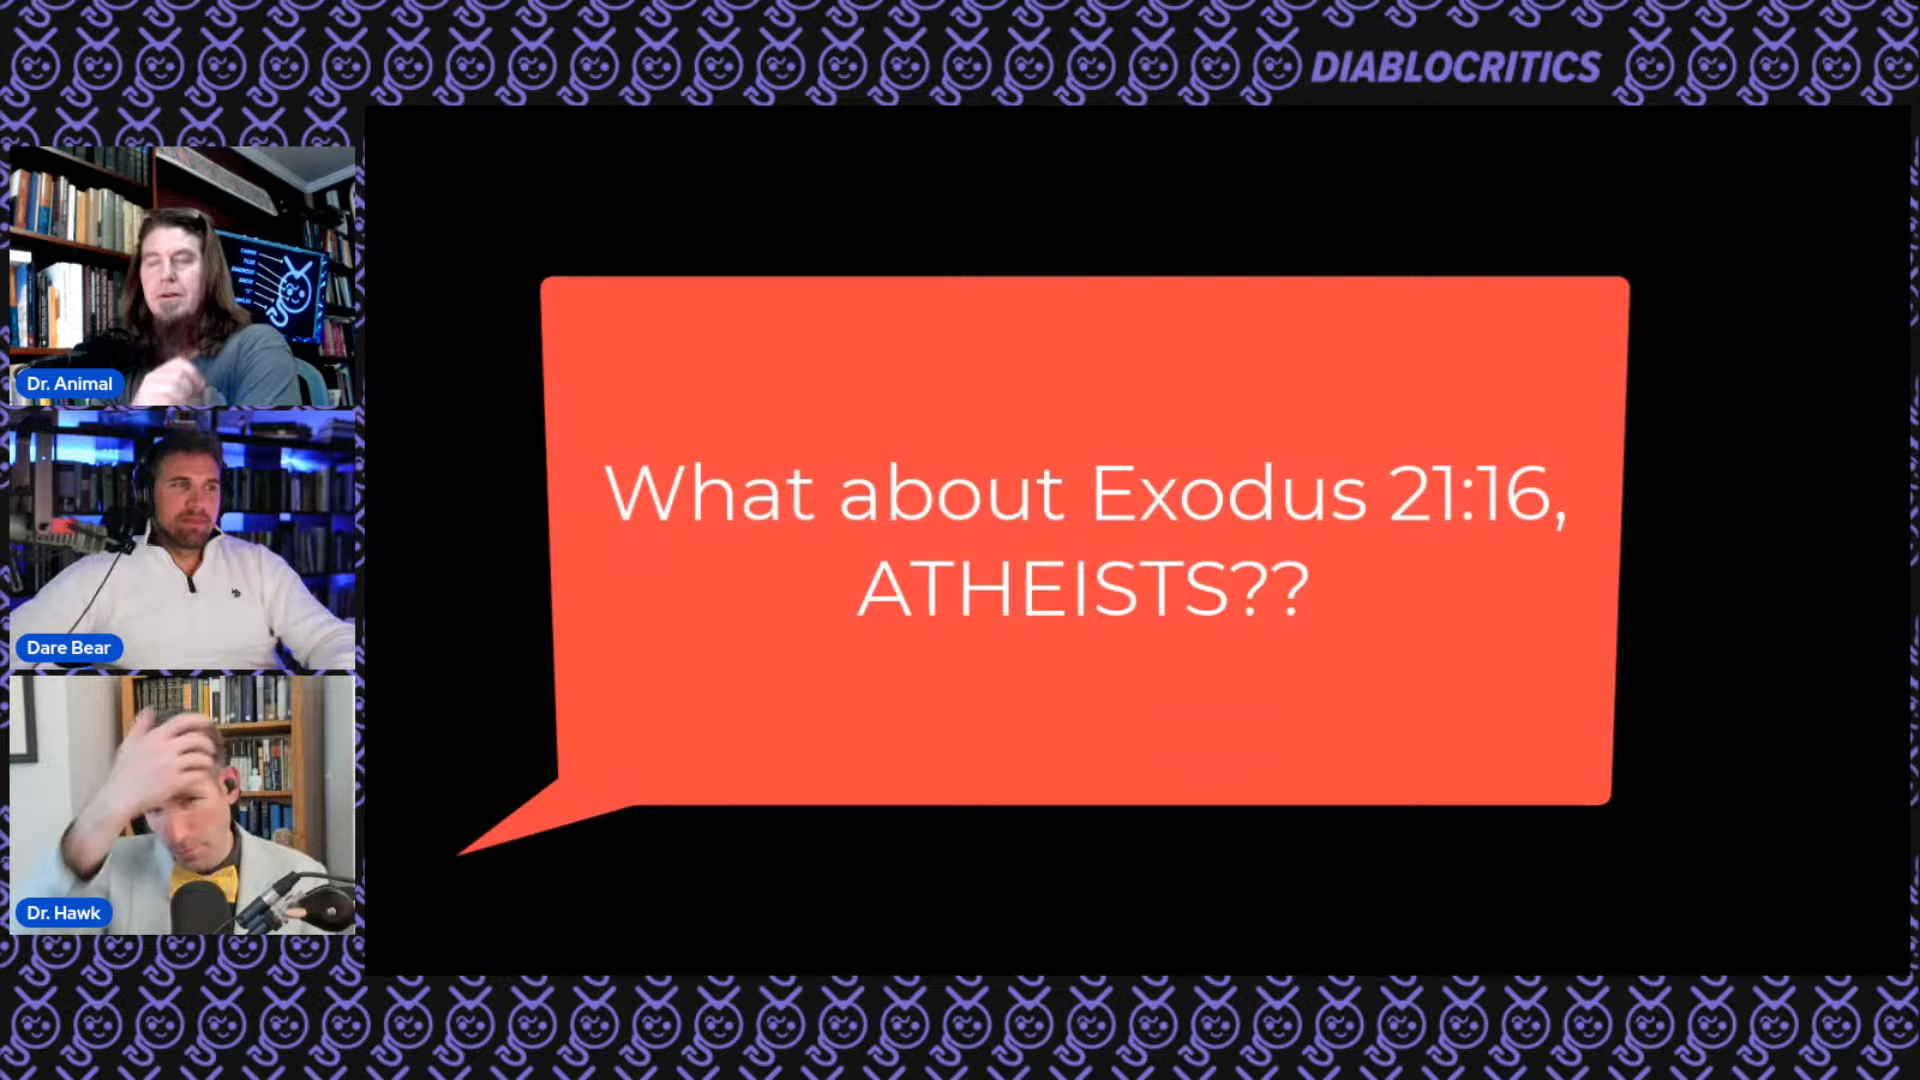 DIABLOCRITICS
Dr. Animal
Dare Bear
Dr. Hawk
What about Exodus 21:16,
ATHEISTS??